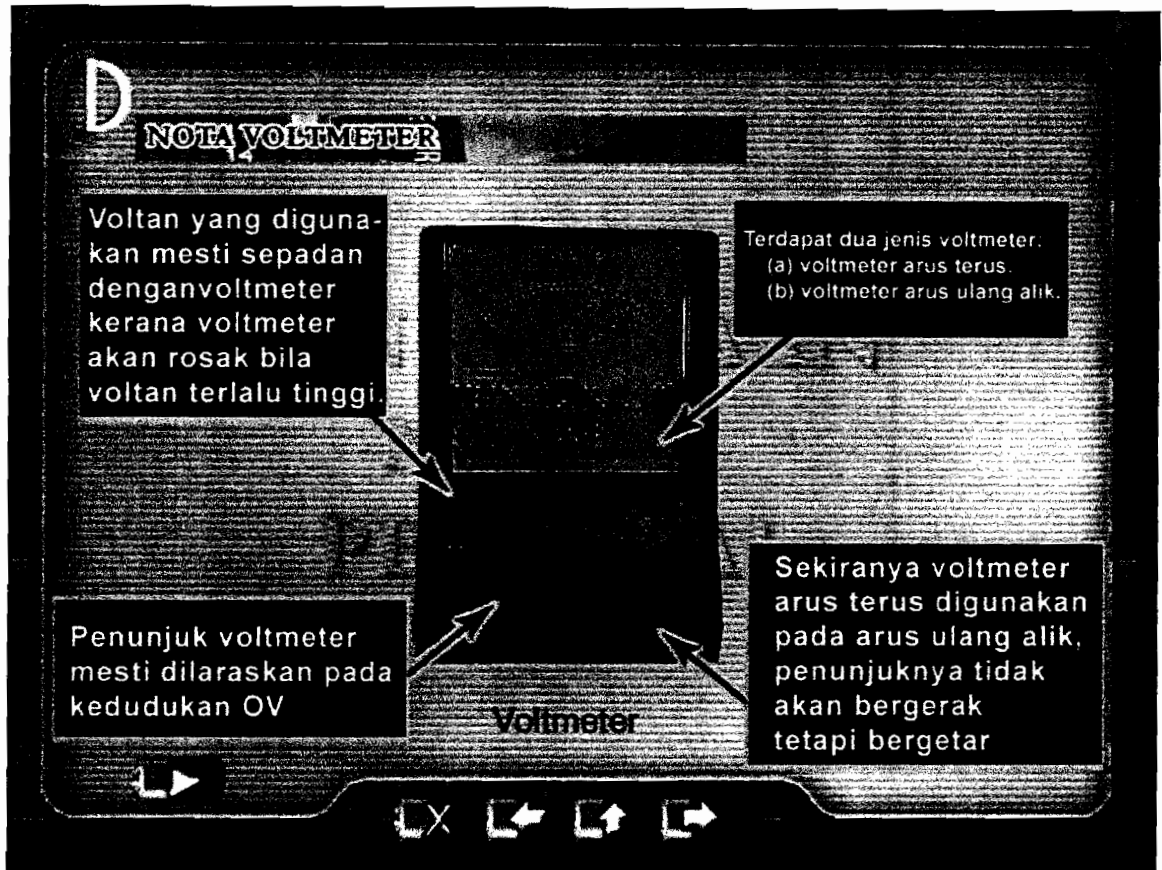 NOTA VOLTMETER
Voltan yang diguna-
kan mesti sepadan
denganvoltmeter
kerana voltmeter
akan rosak bila
voltan terlalu tinggi.
Terdapat dua jenis voltmeter:
(a) voltmeter arus terus.
(b) voltmeter arus ulang alik.
Penunjuk voltmeter
mesti dilaraskan pada
kedudukan OV
Sekiranya voltmeter
arus terus digunakan
pada arus ulang alik,
penunjuknya tidak
akan bergerak
tetapi bergetar
Voltmeter